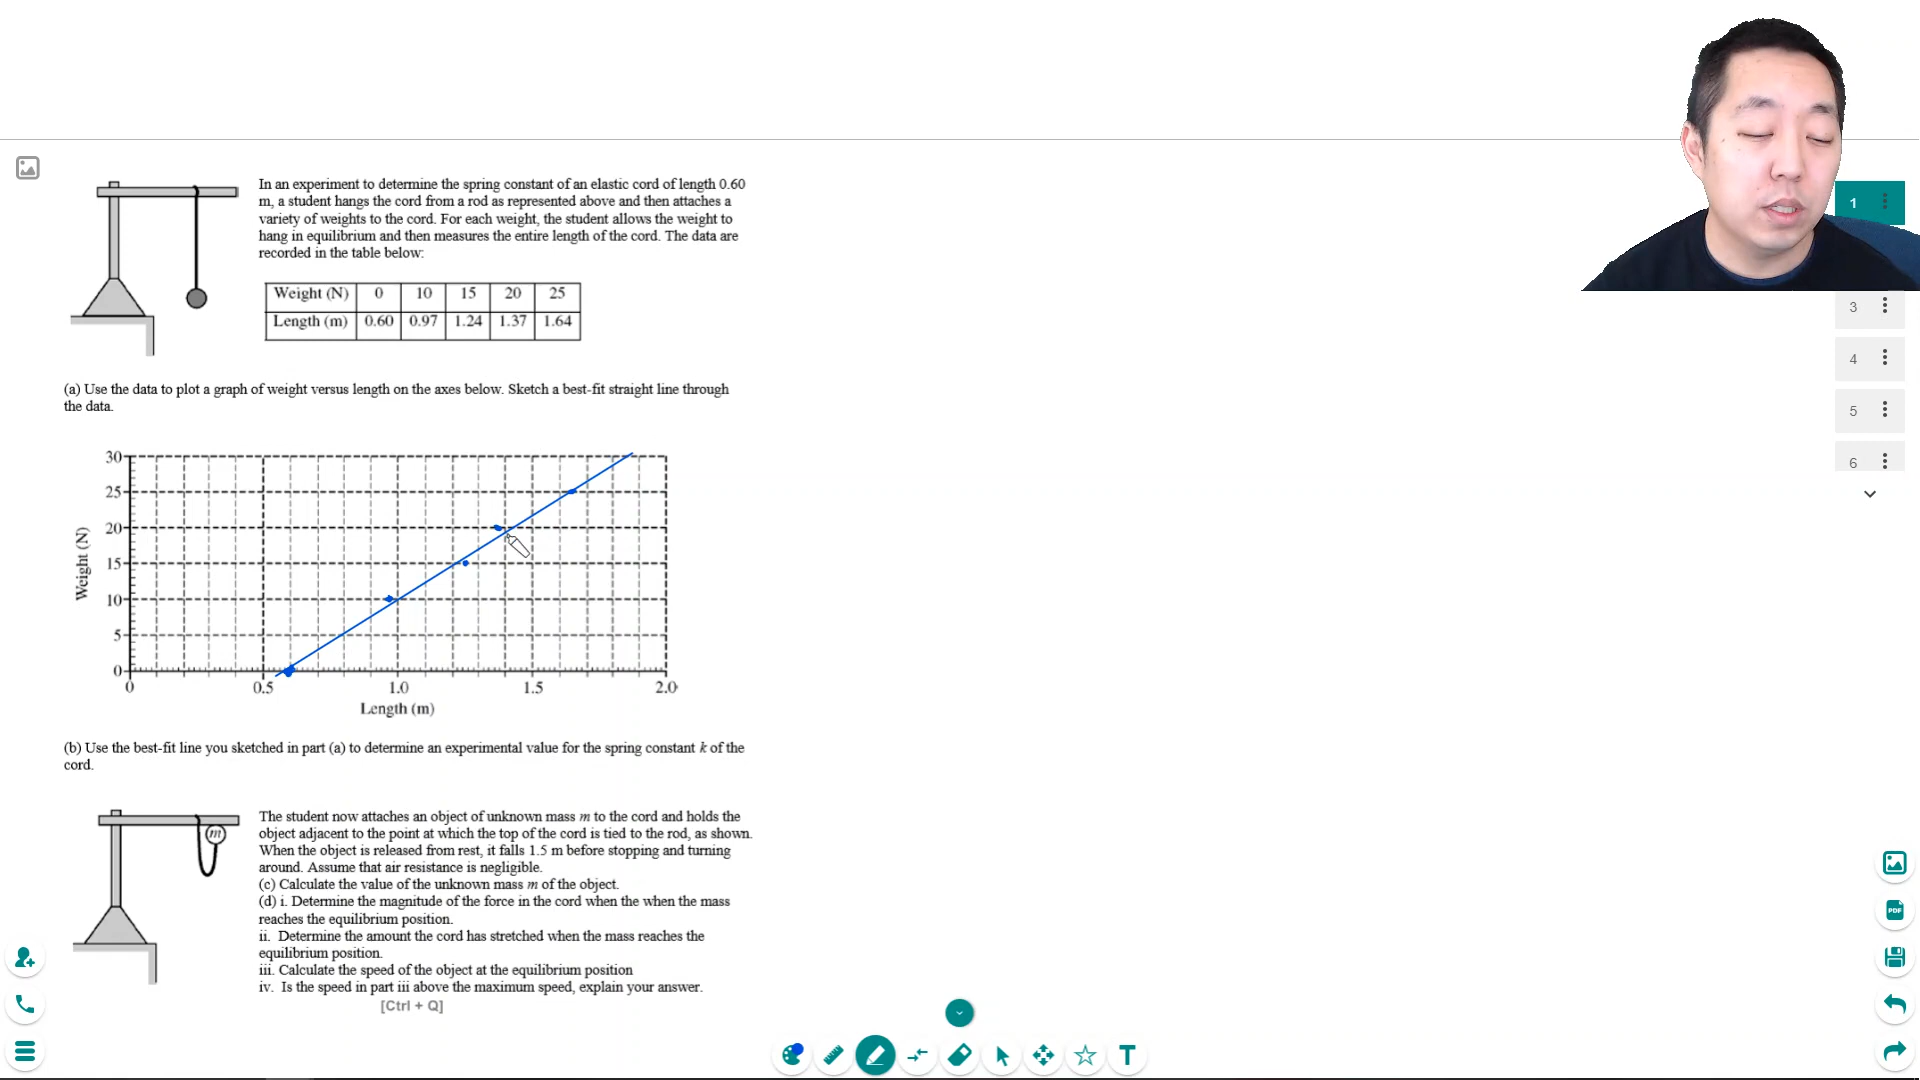 In an experiment to determine the spring constant of an elastic cord of length 0.60
m, a student hangs the cord from a rod as represented above and then attaches a
variety of weights to the cord. For each weight, the student allows the weight to
hang in equilibrium and then measures the entire length of the cord. The data are
recorded in the table below:
Weight (N) 0 10 15 20 25
Length (m) 0.60 0.97 1.24 1.37 1.64
(a) Use the data to plot a graph of weight versus length on the axes below. Sketch a best-fit straight line through
the data.
30
25
20
15
10
5
0
Weight (N)
0 0.5 1.0 1.5 2.0
Length (m)
(b) Use the best-fit line you sketched in part (a) to determine an experimental value for the spring constant k of the
cord.
m
The student now attaches an object of unknown mass m to the cord and holds the
object adjacent to the point at which the top of the cord is tied to the rod, as shown.
When the object is released from rest, it falls 1.5 m before stopping and turning
around. Assume that air resistance is negligible.
(c) Calculate the value of the unknown mass m of the object.
(d) i. Determine the magnitude of the force in the cord when the when the mass
reaches the equilibrium position.
ii. Determine the amount the cord has stretched when the mass reaches the
equilibrium position.
iii. Calculate the speed of the object at the equilibrium position
iv. Is the speed in part iii above the maximum speed, explain your answer.
[Ctrl + Q]
1
3
4
5
6
PDF
T